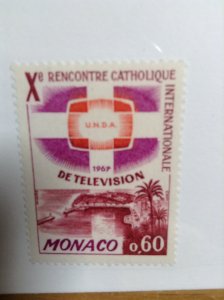 Xe RENCONTRE CATHOLIQUE
INTERNATIONALE
U.N.D.A.
1967
DE TELEVISION
MONACO 0,60